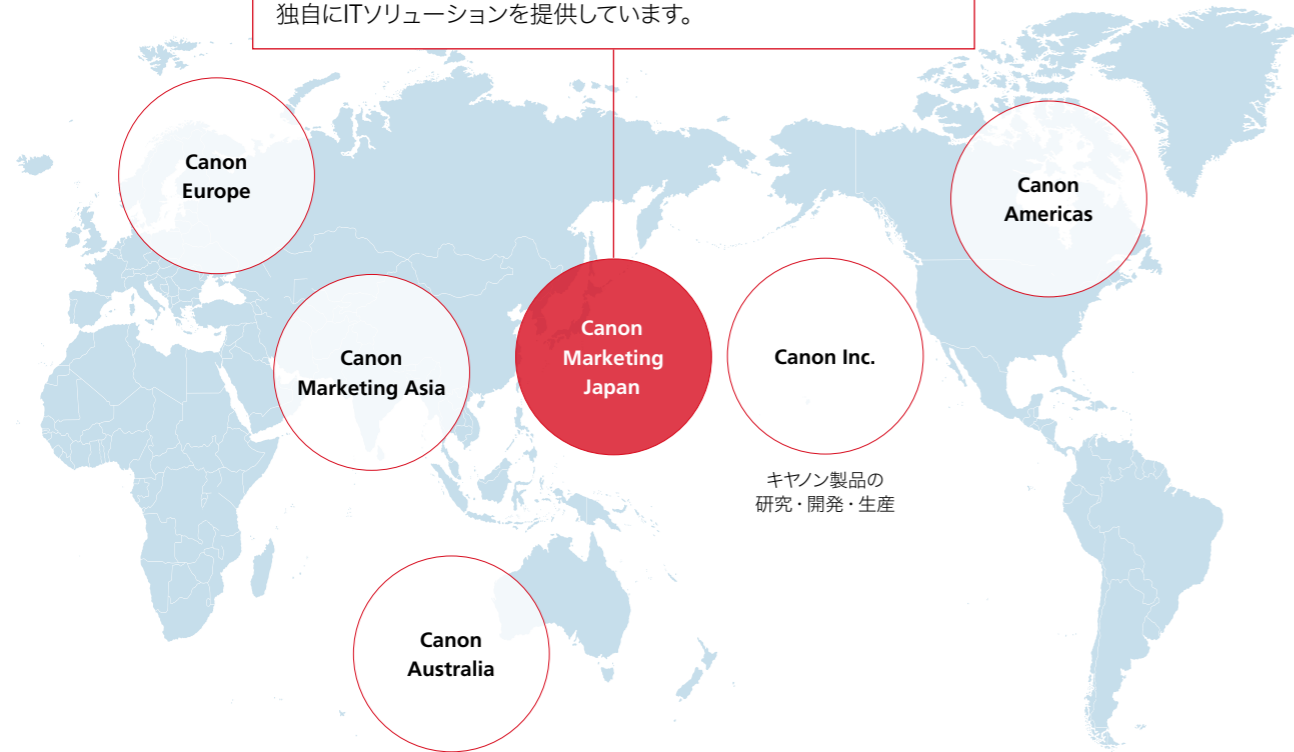 独自にITソリューションを提供しています。
Canon
Europe
Canon
Americas
Canon
Marketing Asia
Canon
Marketing
Japan
Canon Inc.
キヤノン製品の
研究・開発・生産
Canon
Australia